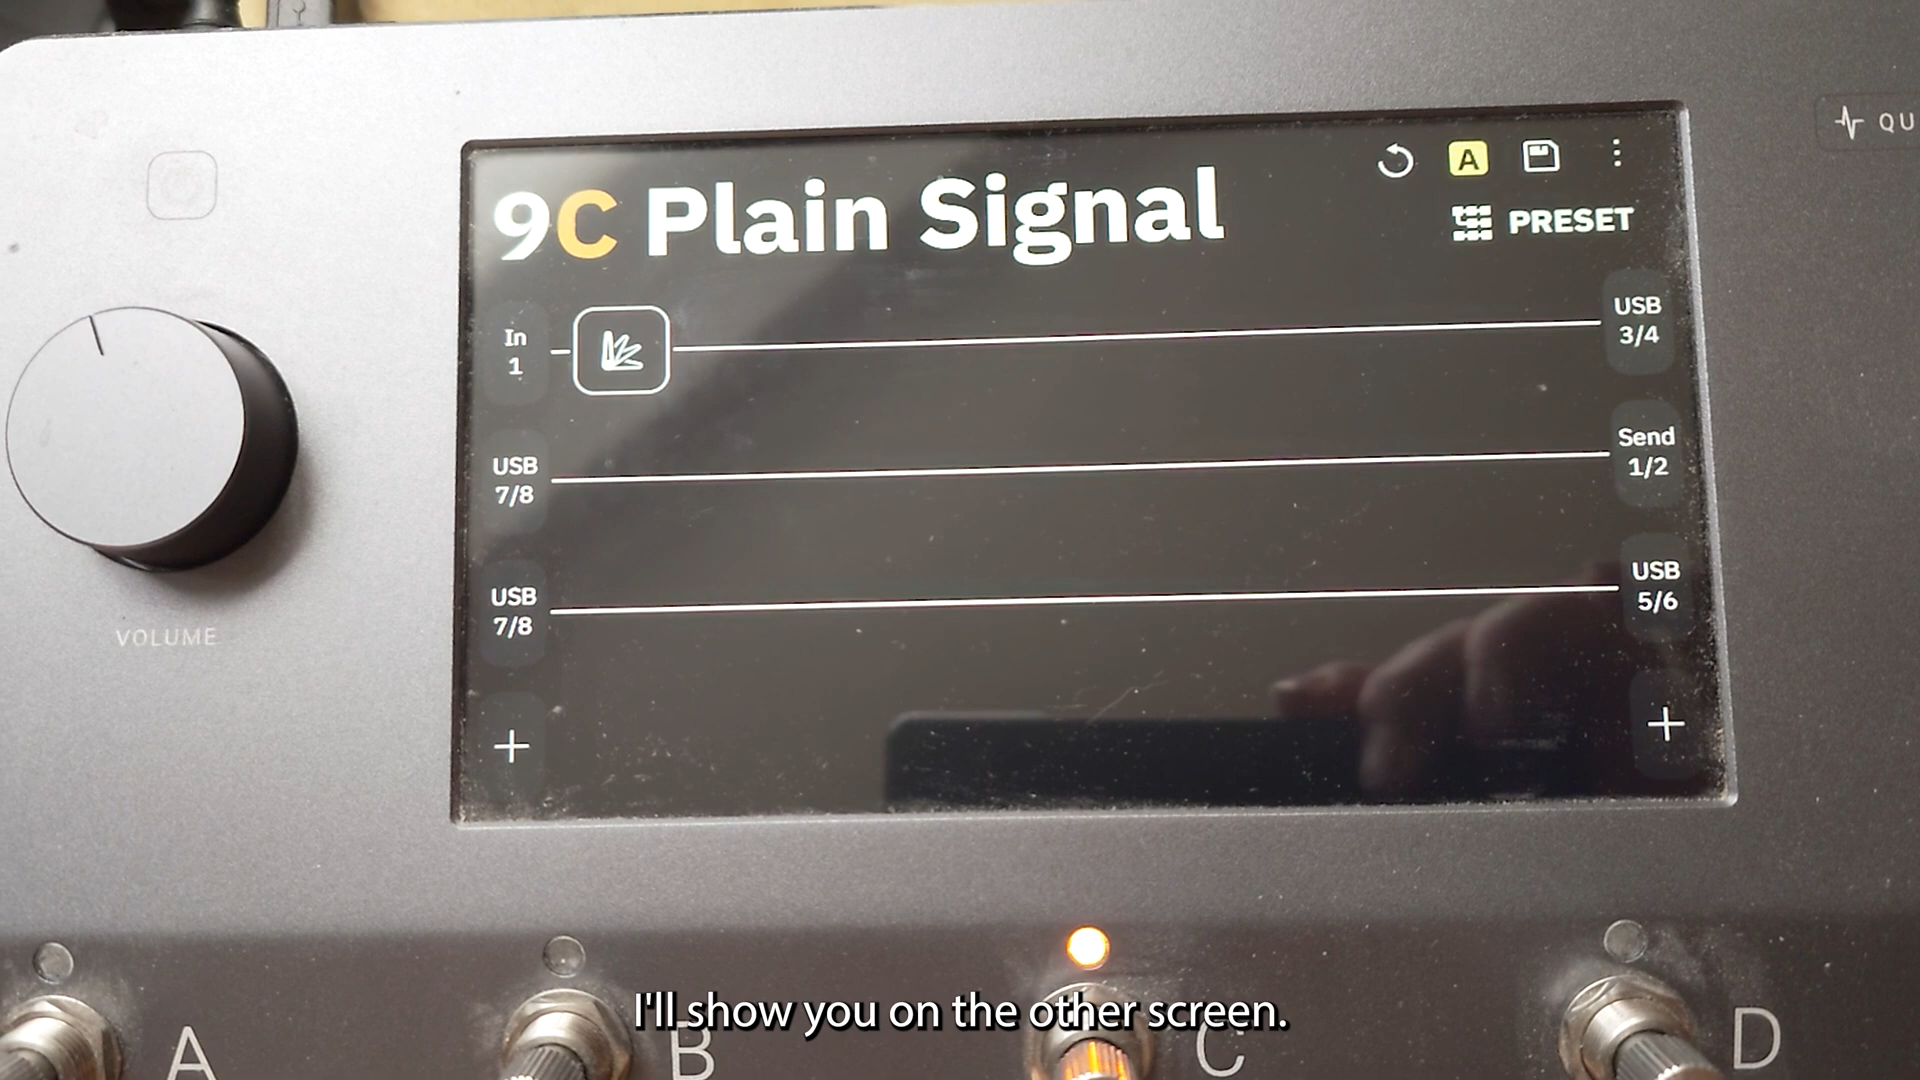 QU
A
9C Plain Signal
PRESET
In
1
USB
3/4
USB
7/8
Send
1/2
USB
7/8
USB
5/6
VOLUME
I'll show you on the other screen.
A
B
C
D